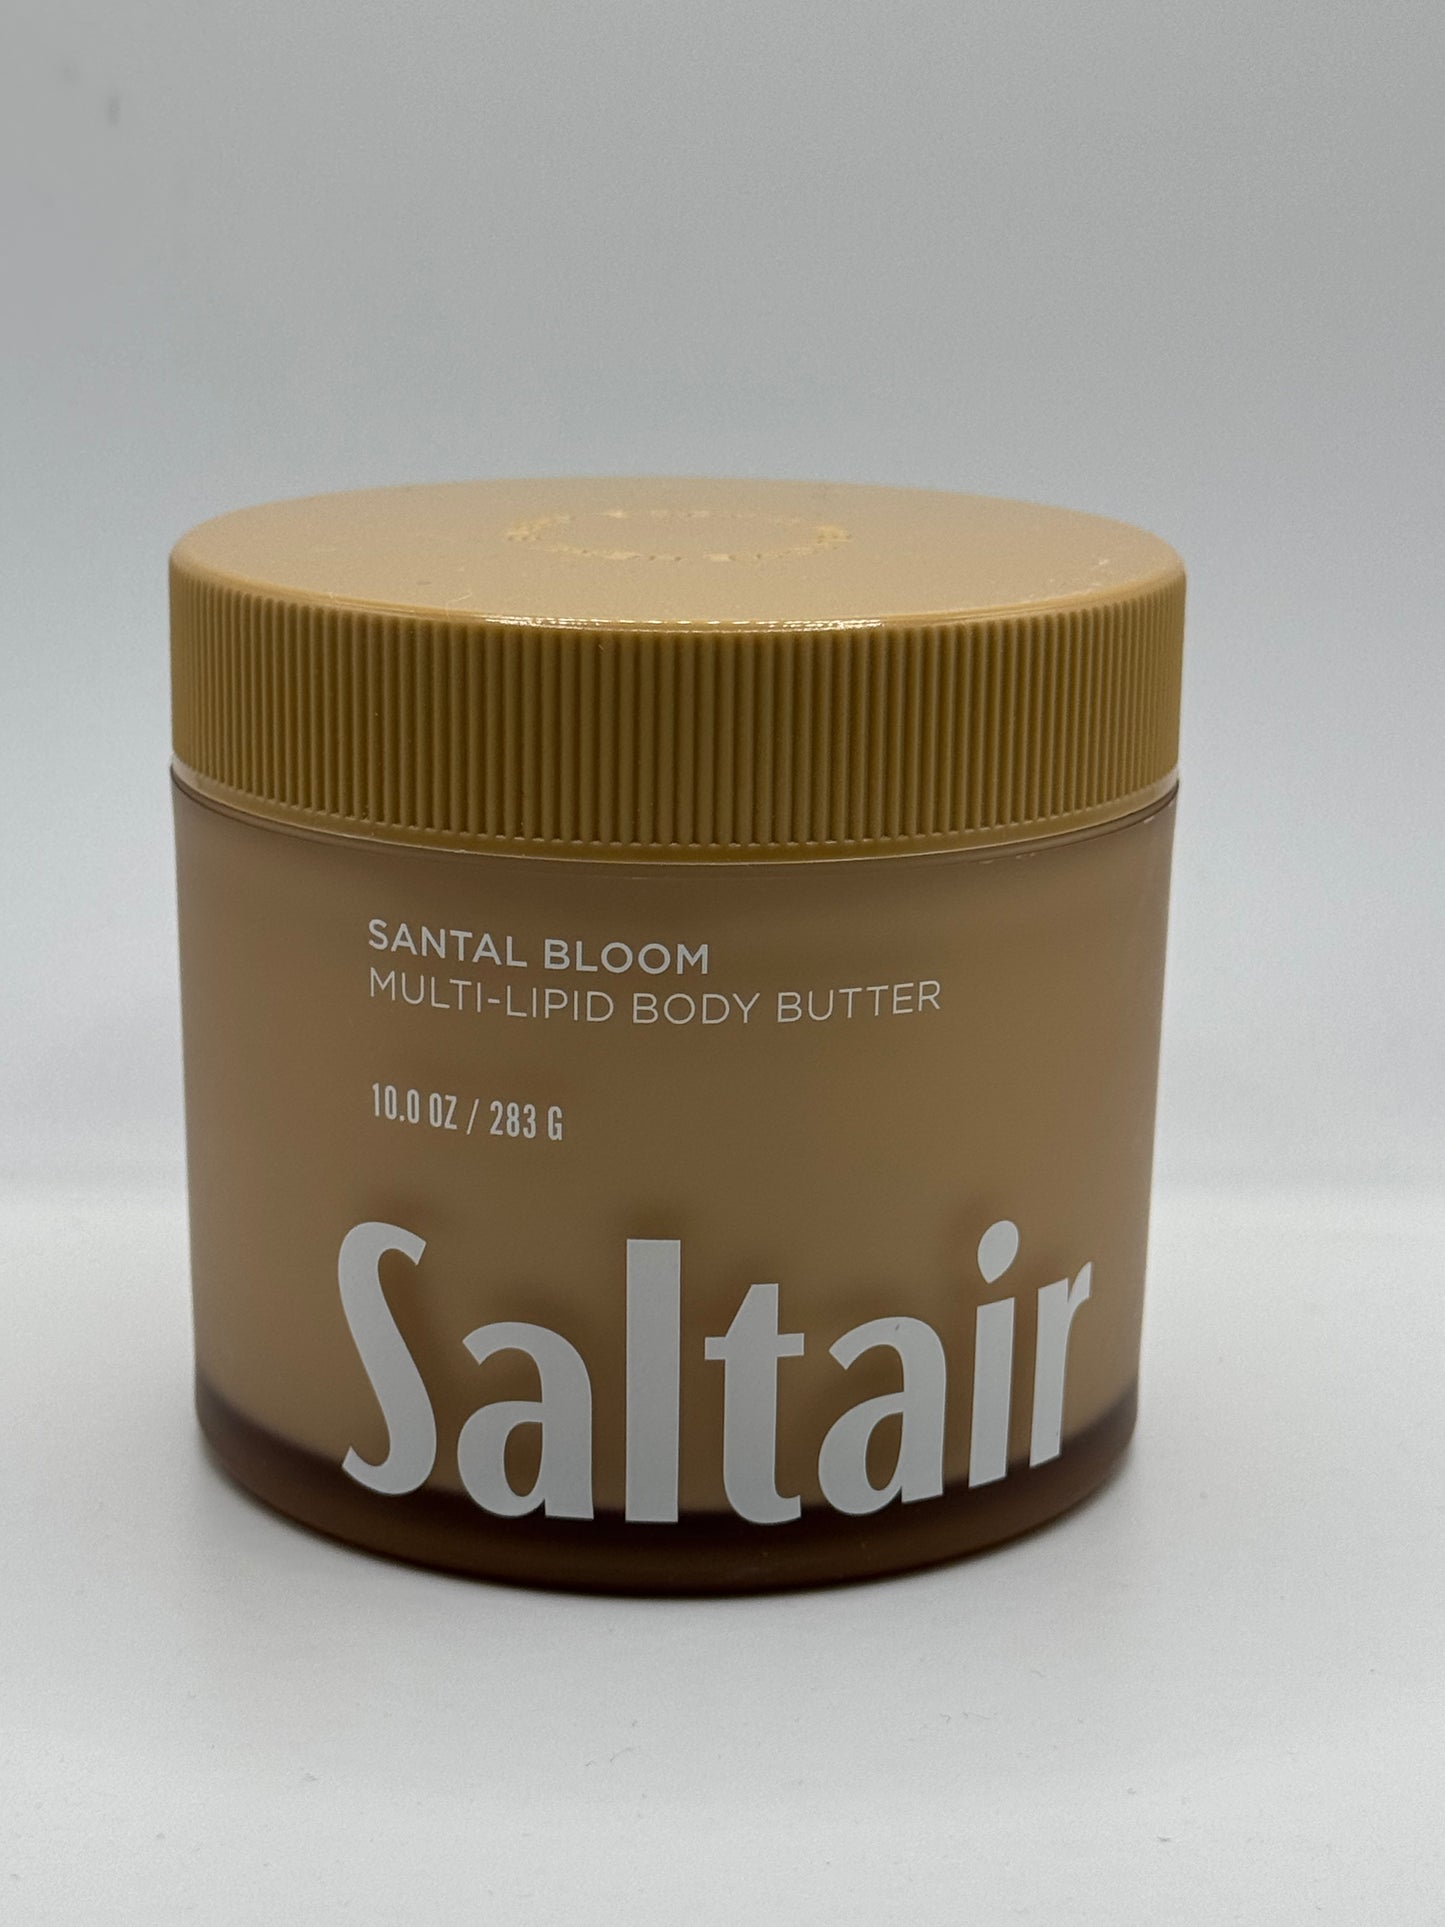 SANTAL BLOOM
MULTI-LIPID BODY BUTTER
10.0 OZ / 283 G
Saltair